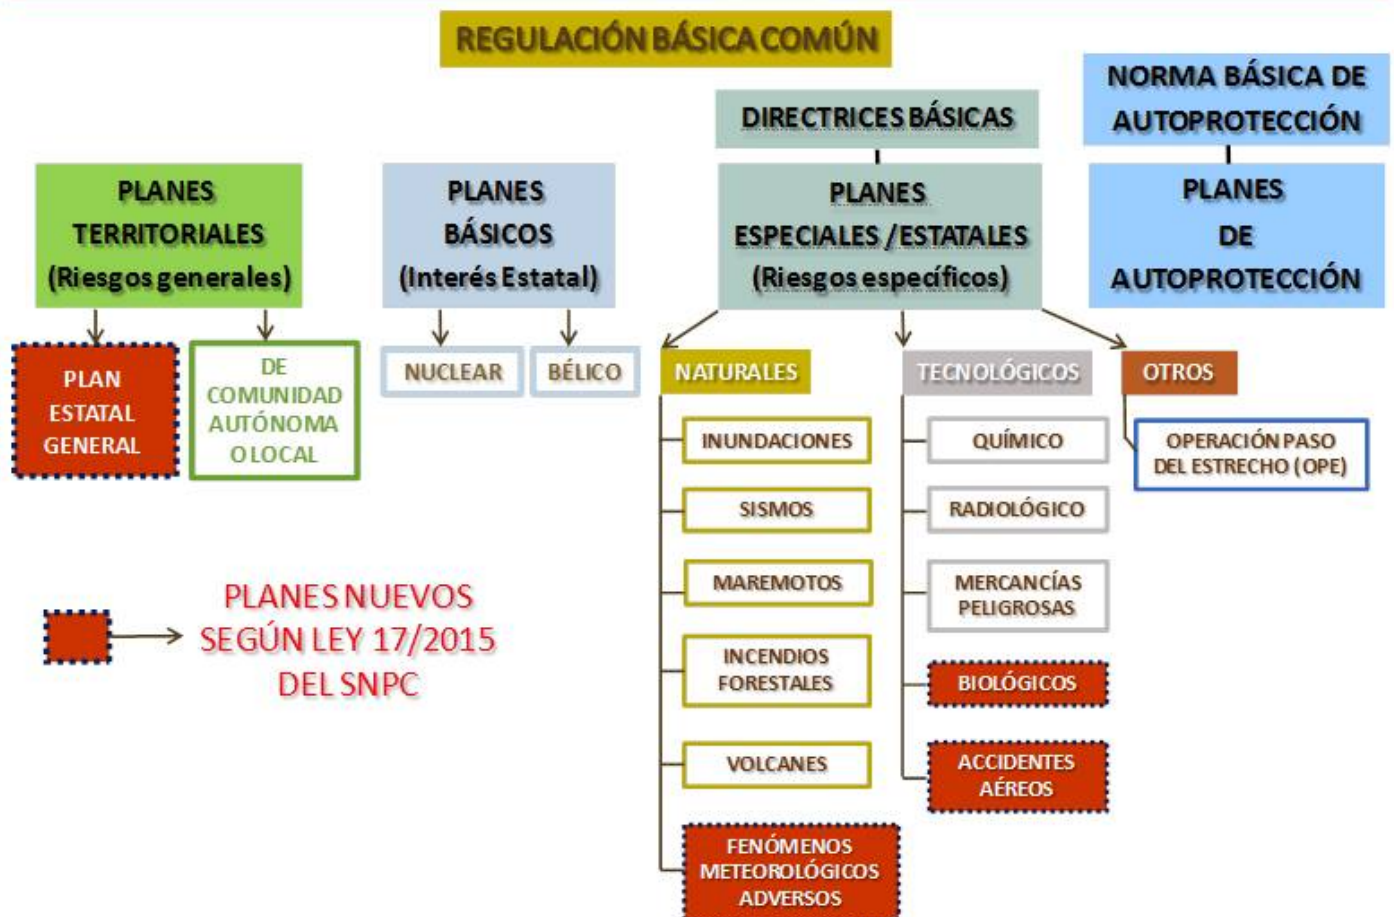 REGULACIÓN BÁSICA COMÚN
DIRECTRICES BÁSICAS
NORMA BÁSICA DE
AUTOPROTECCIÓN
PLANES
TERRITORIALES
(Riesgos generales)
PLANES
BÁSICOS
(Interés Estatal)
PLANES
ESPECIALES /ESTATALES
(Riesgos específicos)
PLANES
DE
AUTOPROTECCIÓN
PLAN
ESTATAL
GENERAL
DE
COMUNIDAD
AUTÓNOMA
O LOCAL
NUCLEAR
BÉLICO
NATURALES
INUNDACIONES
SISMOS
MAREMOTOS
INCENDIOS
FORESTALES
VOLCANES
FENÓMENOS
METEOROLÓGICOS
ADVERSOS
TECNOLÓGICOS
QUÍMICO
RADIOLÓGICO
MERCANCÍAS
PELIGROSAS
BIOLÓGICOS
ACCIDENTES
AÉREOS
OTROS
OPERACIÓN PASO
DEL ESTRECHO (OPE)
PLANES NUEVOS
SEGÚN LEY 17/2015
DEL SNPC